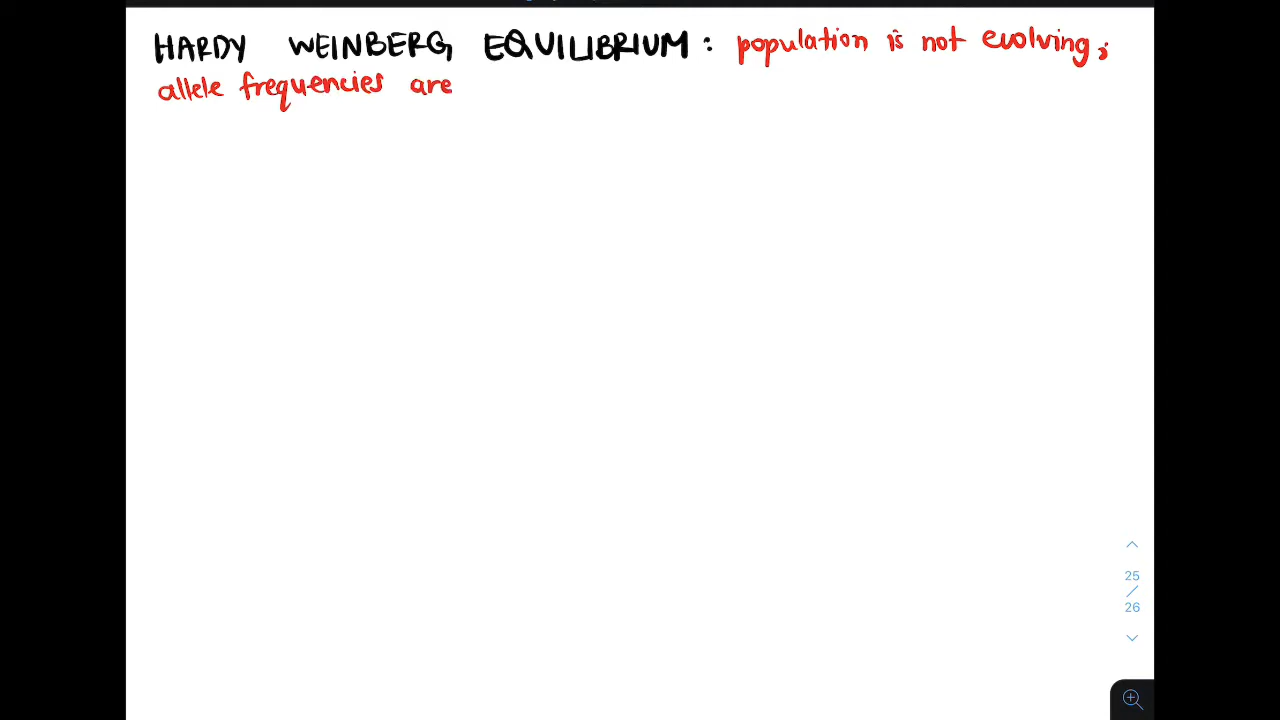 HARDY WEINBERG EQUILIBRIUM: population is not evolving;
allele frequencies are
25
/
26